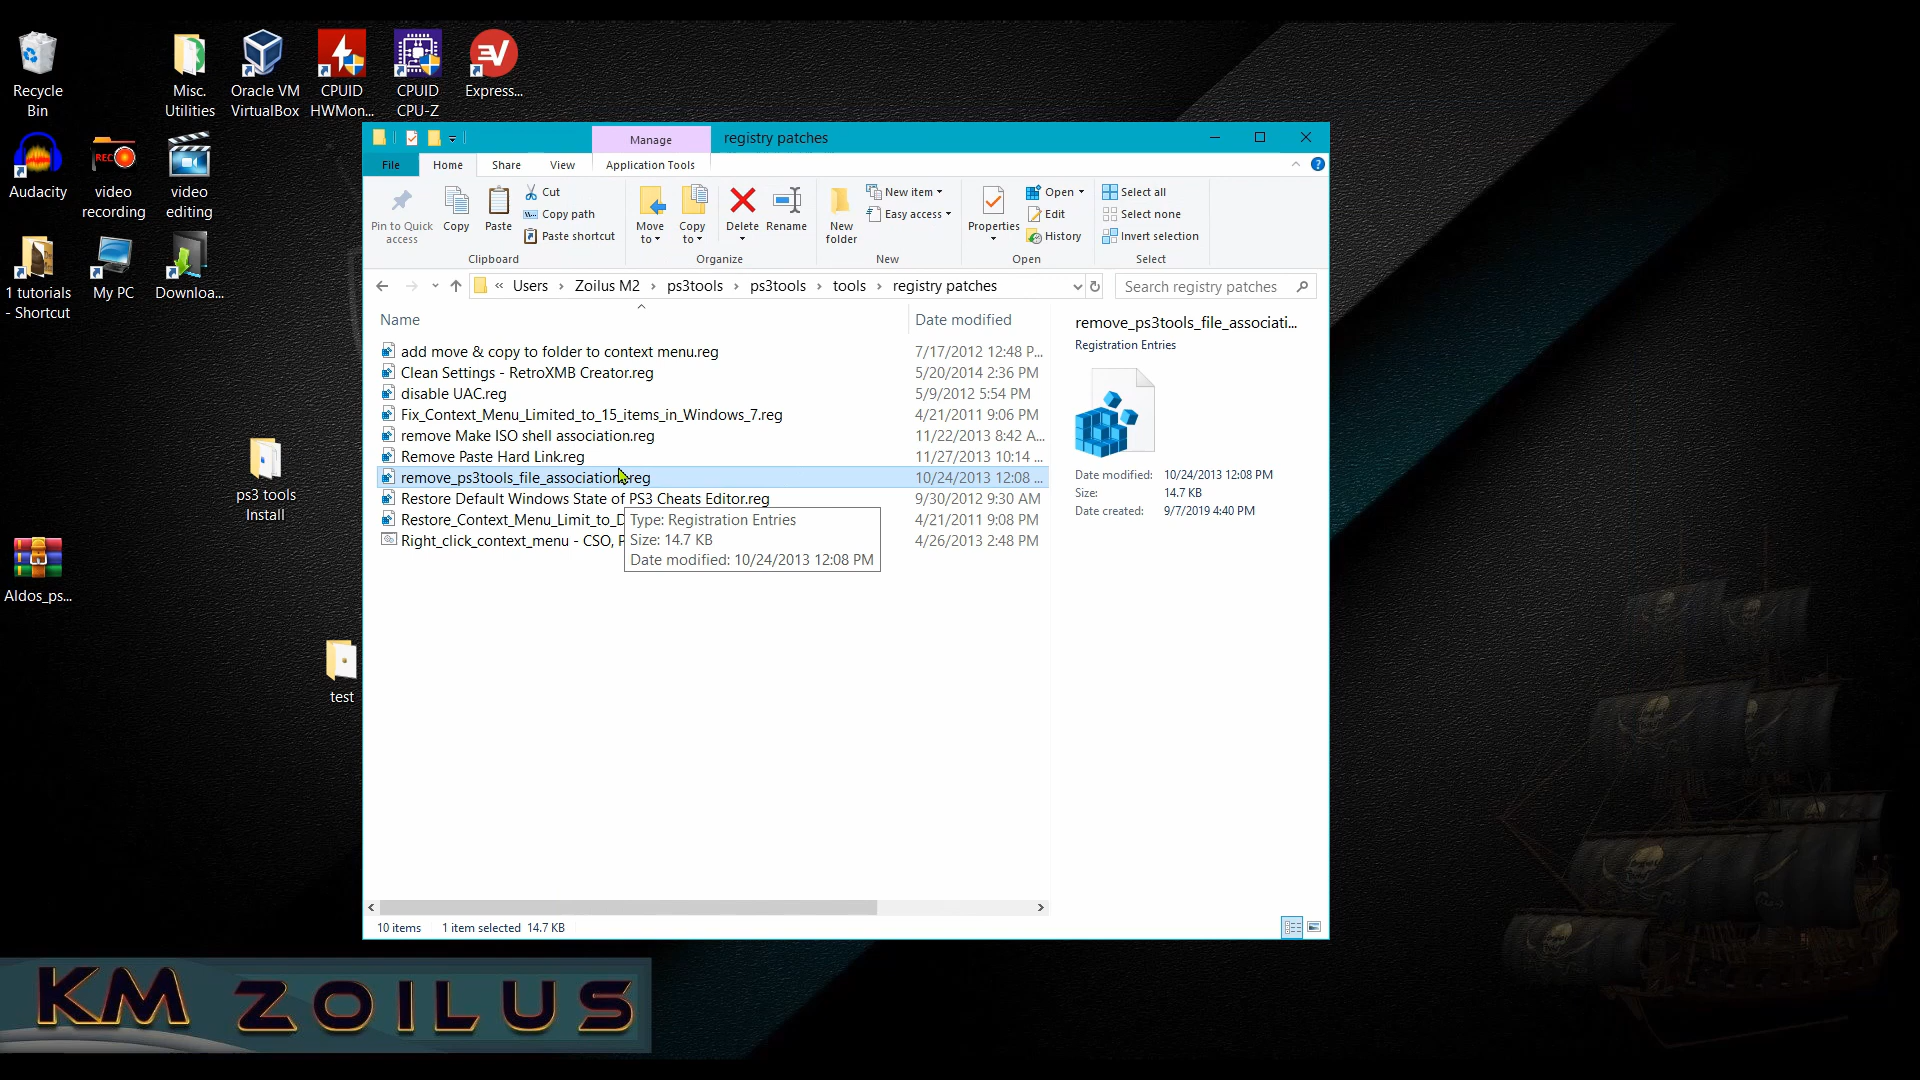 Recycle
Bin
Misc.
Utilities
Oracle VM
VirtualBox
CPUID
HWMon...
CPUID
CPU-Z
EV
Express...
Audacity
REC
video
recording
video
editing
1 tutorials
- Shortcut
My PC
Downloa...
ps3 tools
Install
Aldos_ps...
test
Manage
registry patches
File
Home
Share
View
Application Tools
Pin to Quick
access
Copy
Paste
Cut
Copy path
Paste shortcut
Clipboard
Move
to
Copy
to
Delete
Rename
Organize
New
folder
New item
Easy access
New
Properties
Open
Edit
History
Open
Select all
Select none
Invert selection
Select
« Users › Zoilus M2 › ps3tools › ps3tools › tools › registry patches
Search registry patches
Name
Date modified
add move & copy to folder to context menu.reg 7/17/2012 12:48 P...
Clean Settings - RetroXMB Creator.reg 5/20/2014 2:36 PM
disable UAC.reg 5/9/2012 5:54 PM
Fix_Context_Menu_Limited_to_15_items_in_Windows_7.reg 4/21/2011 9:06 PM
remove Make ISO shell association.reg 11/22/2013 8:42 A...
Remove Paste Hard Link.reg 11/27/2013 10:14 ...
remove_ps3tools_file_association.reg 10/24/2013 12:08 ...
Restore Default Windows State of PS3 Cheats Editor.reg 9/30/2012 9:30 AM
Restore_Context_Menu_Limit_to_D 4/21/2011 9:08 PM
Right_click_context_menu - CSO, P 4/26/2013 2:48 PM
Type: Registration Entries
Size: 14.7 KB
Date modified: 10/24/2013 12:08 PM
remove_ps3tools_file_associati...
Registration Entries
Date modified: 10/24/2013 12:08 PM
Size: 14.7 KB
Date created: 9/7/2019 4:40 PM
10 items
1 item selected 14.7 KB
KM ZOILUS